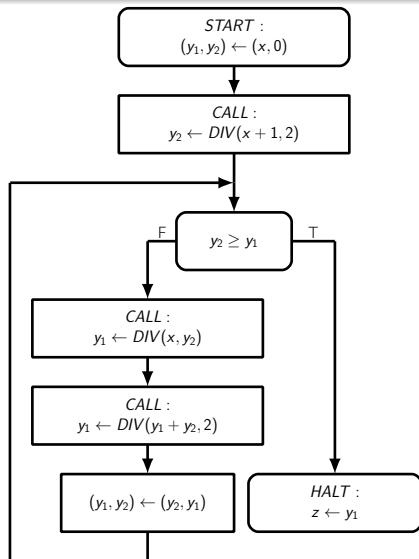 START :
(y₁, y₂) ← (x, 0)
CALL :
y₂ ← DIV(x + 1, 2)
F
y₂ ≥ y₁
T
CALL :
y₁ ← DIV(x, y₂)
CALL :
y₁ ← DIV(y₁ + y₂, 2)
(y₁, y₂) ← (y₂, y₁)
HALT :
z ← y₁